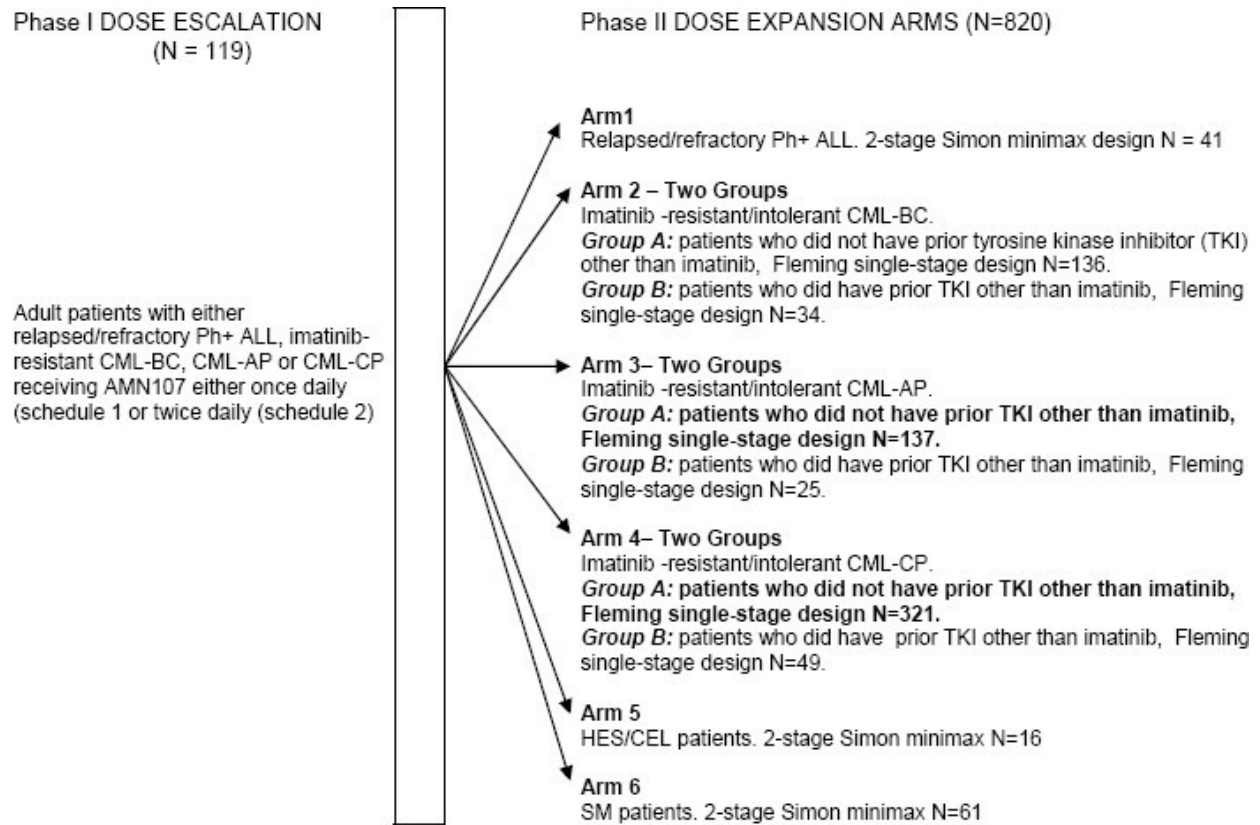 Phase I DOSE ESCALATION
(N = 119)
Adult patients with either
relapsed/refractory Ph+ ALL, imatinib-
resistant CML-BC, CML-AP or CML-CP
receiving AMN107 either once daily
(schedule 1 or twice daily (schedule 2)
Phase II DOSE EXPANSION ARMS (N=820)
Arm1
Relapsed/refractory Ph+ ALL. 2-stage Simon minimax design N = 41
Arm 2 – Two Groups
Imatinib -resistant/intolerant CML-BC.
Group A: patients who did not have prior tyrosine kinase inhibitor (TKI)
other than imatinib, Fleming single-stage design N=136.
Group B: patients who did have prior TKI other than imatinib, Fleming
single-stage design N=34.
Arm 3– Two Groups
Imatinib -resistant/intolerant CML-AP.
Group A: patients who did not have prior TKI other than imatinib,
Fleming single-stage design N=137.
Group B: patients who did have prior TKI other than imatinib, Fleming
single-stage design N=25.
Arm 4– Two Groups
Imatinib -resistant/intolerant CML-CP.
Group A: patients who did not have prior TKI other than imatinib,
Fleming single-stage design N=321.
Group B: patients who did have prior TKI other than imatinib, Fleming
single-stage design N=49.
Arm 5
HES/CEL patients. 2-stage Simon minimax N=16
Arm 6
SM patients. 2-stage Simon minimax N=61